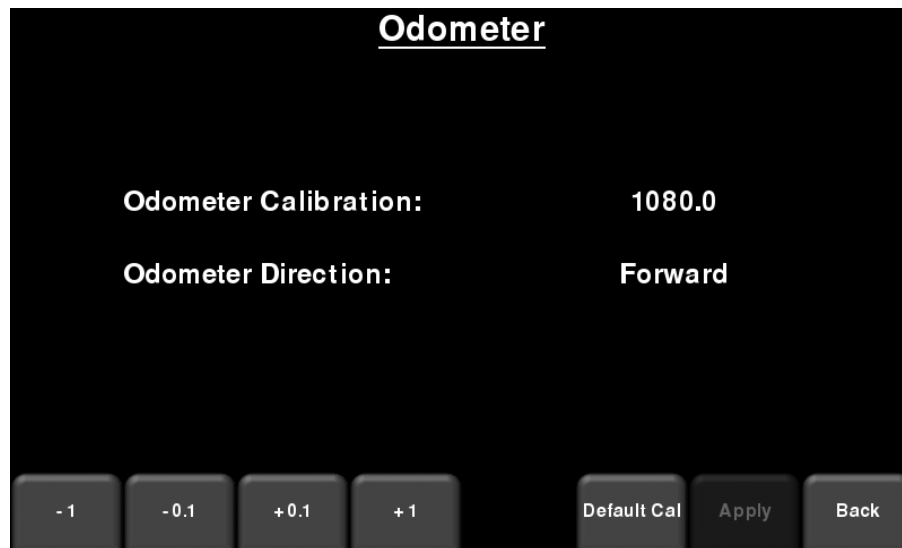 Odometer
Odometer Calibration: 1080.0
Odometer Direction: Forward
- 1 - 0.1 + 0.1 + 1 Default Cal Apply Back